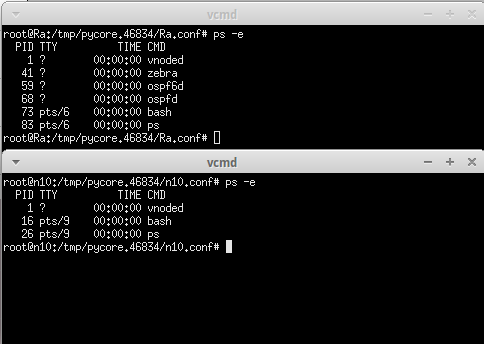 vcmd
root@Ra:/tmp/pycore.46834/Ra.conf# ps -e
PID TTY TIME CMD
1 ? 00:00:00 vnoded
41 ? 00:00:00 zebra
59 ? 00:00:00 ospf6d
68 ? 00:00:00 ospfd
73 pts/6 00:00:00 bash
83 pts/6 00:00:00 ps
root@Ra:/tmp/pycore.46834/Ra.conf#
vcmd
root@n10:/tmp/pycore.46834/n10.conf# ps -e
PID TTY TIME CMD
1 ? 00:00:00 vnoded
16 pts/9 00:00:00 bash
26 pts/9 00:00:00 ps
root@n10:/tmp/pycore.46834/n10.conf#